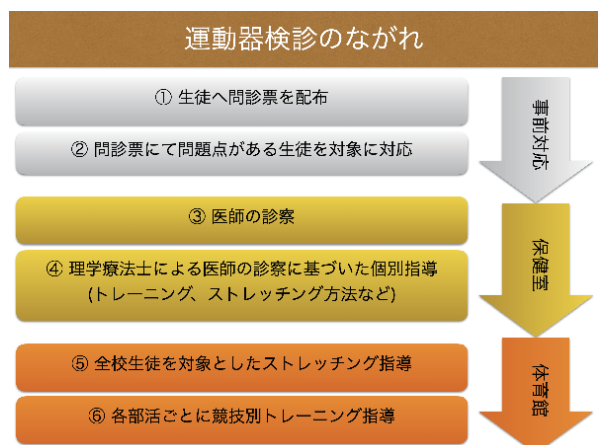 運動器検診のながれ
① 生徒へ問診票を配布
② 問診票にて問題点がある生徒を対象に対応
事前対応
③ 医師の診察
④ 理学療法士による医師の診察に基づいた個別指導
(トレーニング、ストレッチング方法など)
保健室
⑤ 全校生徒を対象としたストレッチング指導
⑥ 各部活ごとに競技別トレーニング指導
体育館